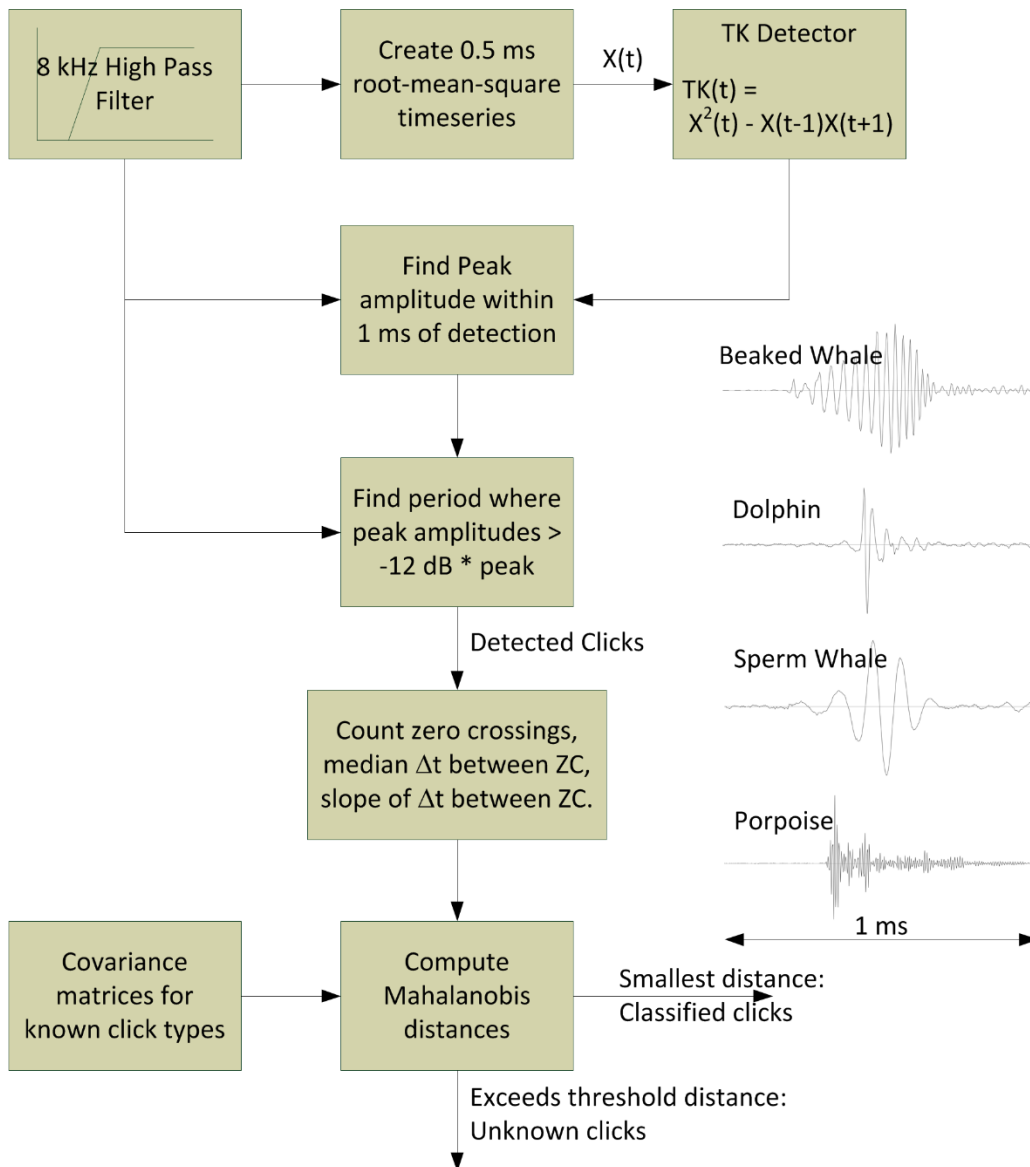 8 kHz High Pass
Filter
Create 0.5 ms
root-mean-square
timeseries
X(t)
TK Detector
TK(t) =
X²(t) - X(t-1)X(t+1)
Find Peak
amplitude within
1 ms of detection
Find period where
peak amplitudes >
-12 dB * peak
Detected Clicks
Count zero crossings,
median Δt between ZC,
slope of Δt between ZC.
Covariance
matrices for
known click types
Compute
Mahalanobis
distances
Smallest distance:
Classified clicks
Exceeds threshold distance:
Unknown clicks
Beaked Whale
Dolphin
Sperm Whale
Porpoise
1 ms